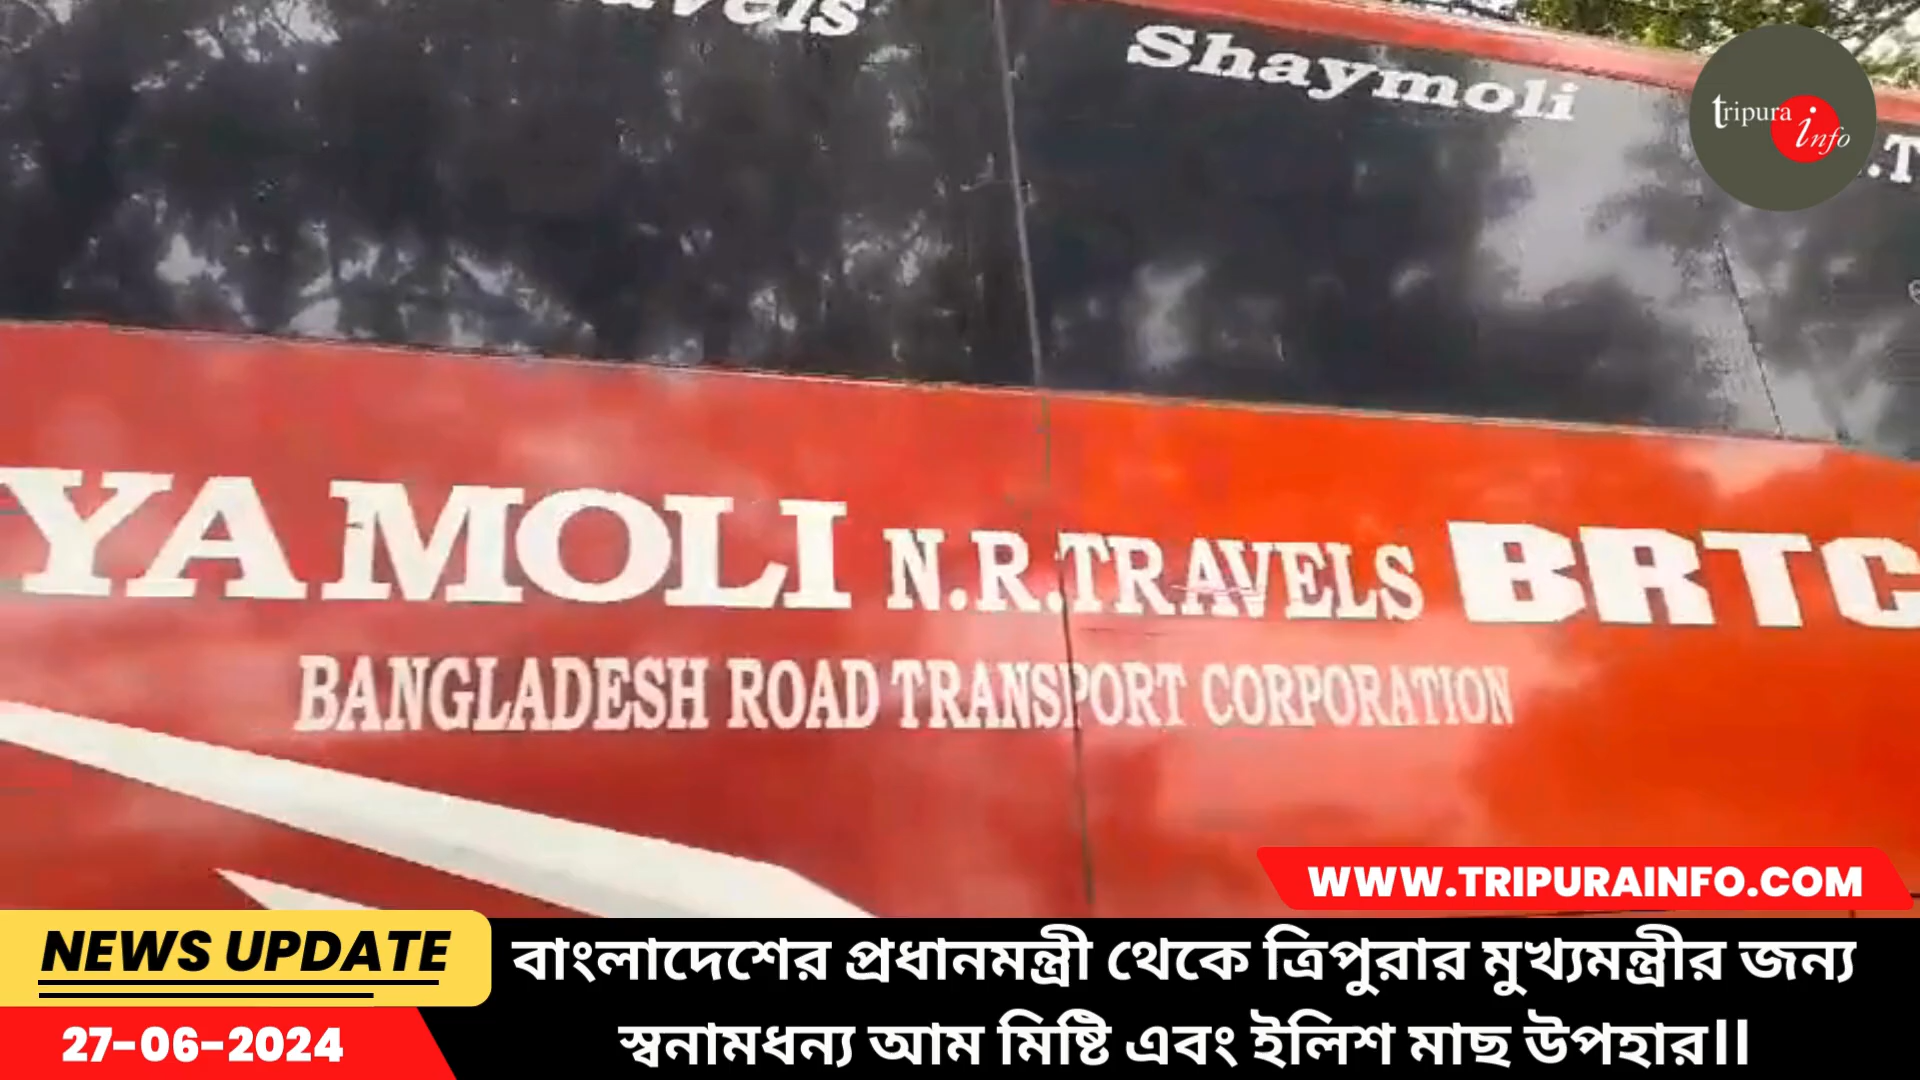 Shaymoli
tripura
info
YAMOLI N.R.TRAVELS BRTC
BANGLADESH ROAD TRANSPORT CORPORATION
WWW.TRIPURAINFO.COM
NEWS UPDATE
বাংলাদেশের প্রধানমন্ত্রী থেকে ত্রিপুরার মুখ্যমন্ত্রীর জন্য
27-06-2024
স্বনামধন্য আম মিষ্টি এবং ইলিশ মাছ উপহার।।